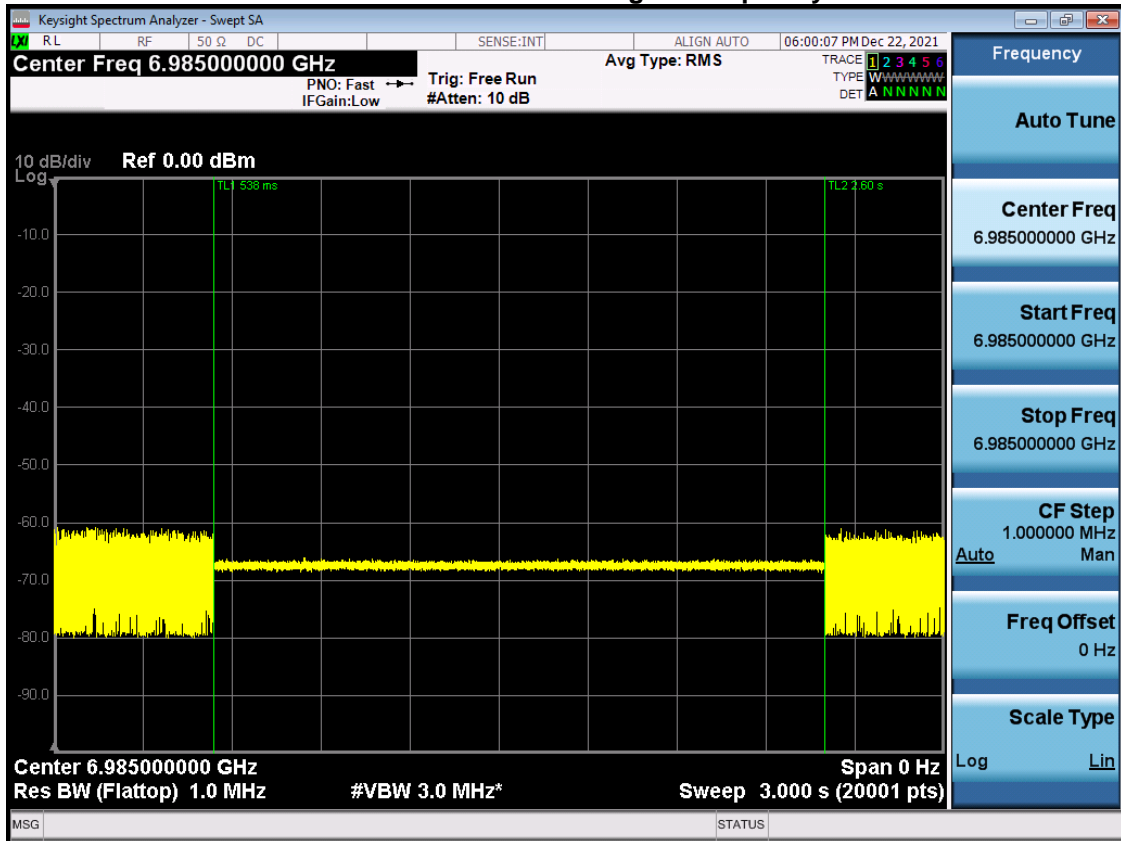 Keysight Spectrum Analyzer - Swept SA
LXI RL RF 50 Ω DC SENSE:INT ALIGN AUTO 06:00:07 PM Dec 22, 2021
Center Freq 6.985000000 GHz
PNO: Fast
IFGain:Low
Trig: Free Run
#Atten: 10 dB
Avg Type: RMS
TRACE 1 2 3 4 5 6
TYPE WWWWWW
DET A N N N N N
10 dB/div Ref 0.00 dBm
Log
TL1 538 ms
TL2 2.60 s
-10.0
-20.0
-30.0
-40.0
-50.0
-60.0
-70.0
-80.0
-90.0
Center 6.985000000 GHz Span 0 Hz
Res BW (Flattop) 1.0 MHz #VBW 3.0 MHz* Sweep 3.000 s (20001 pts)
MSG STATUS
Frequency
Auto Tune
Center Freq
6.985000000 GHz
Start Freq
6.985000000 GHz
Stop Freq
6.985000000 GHz
CF Step
1.000000 MHz
Auto Man
Freq Offset
0 Hz
Scale Type
Log Lin